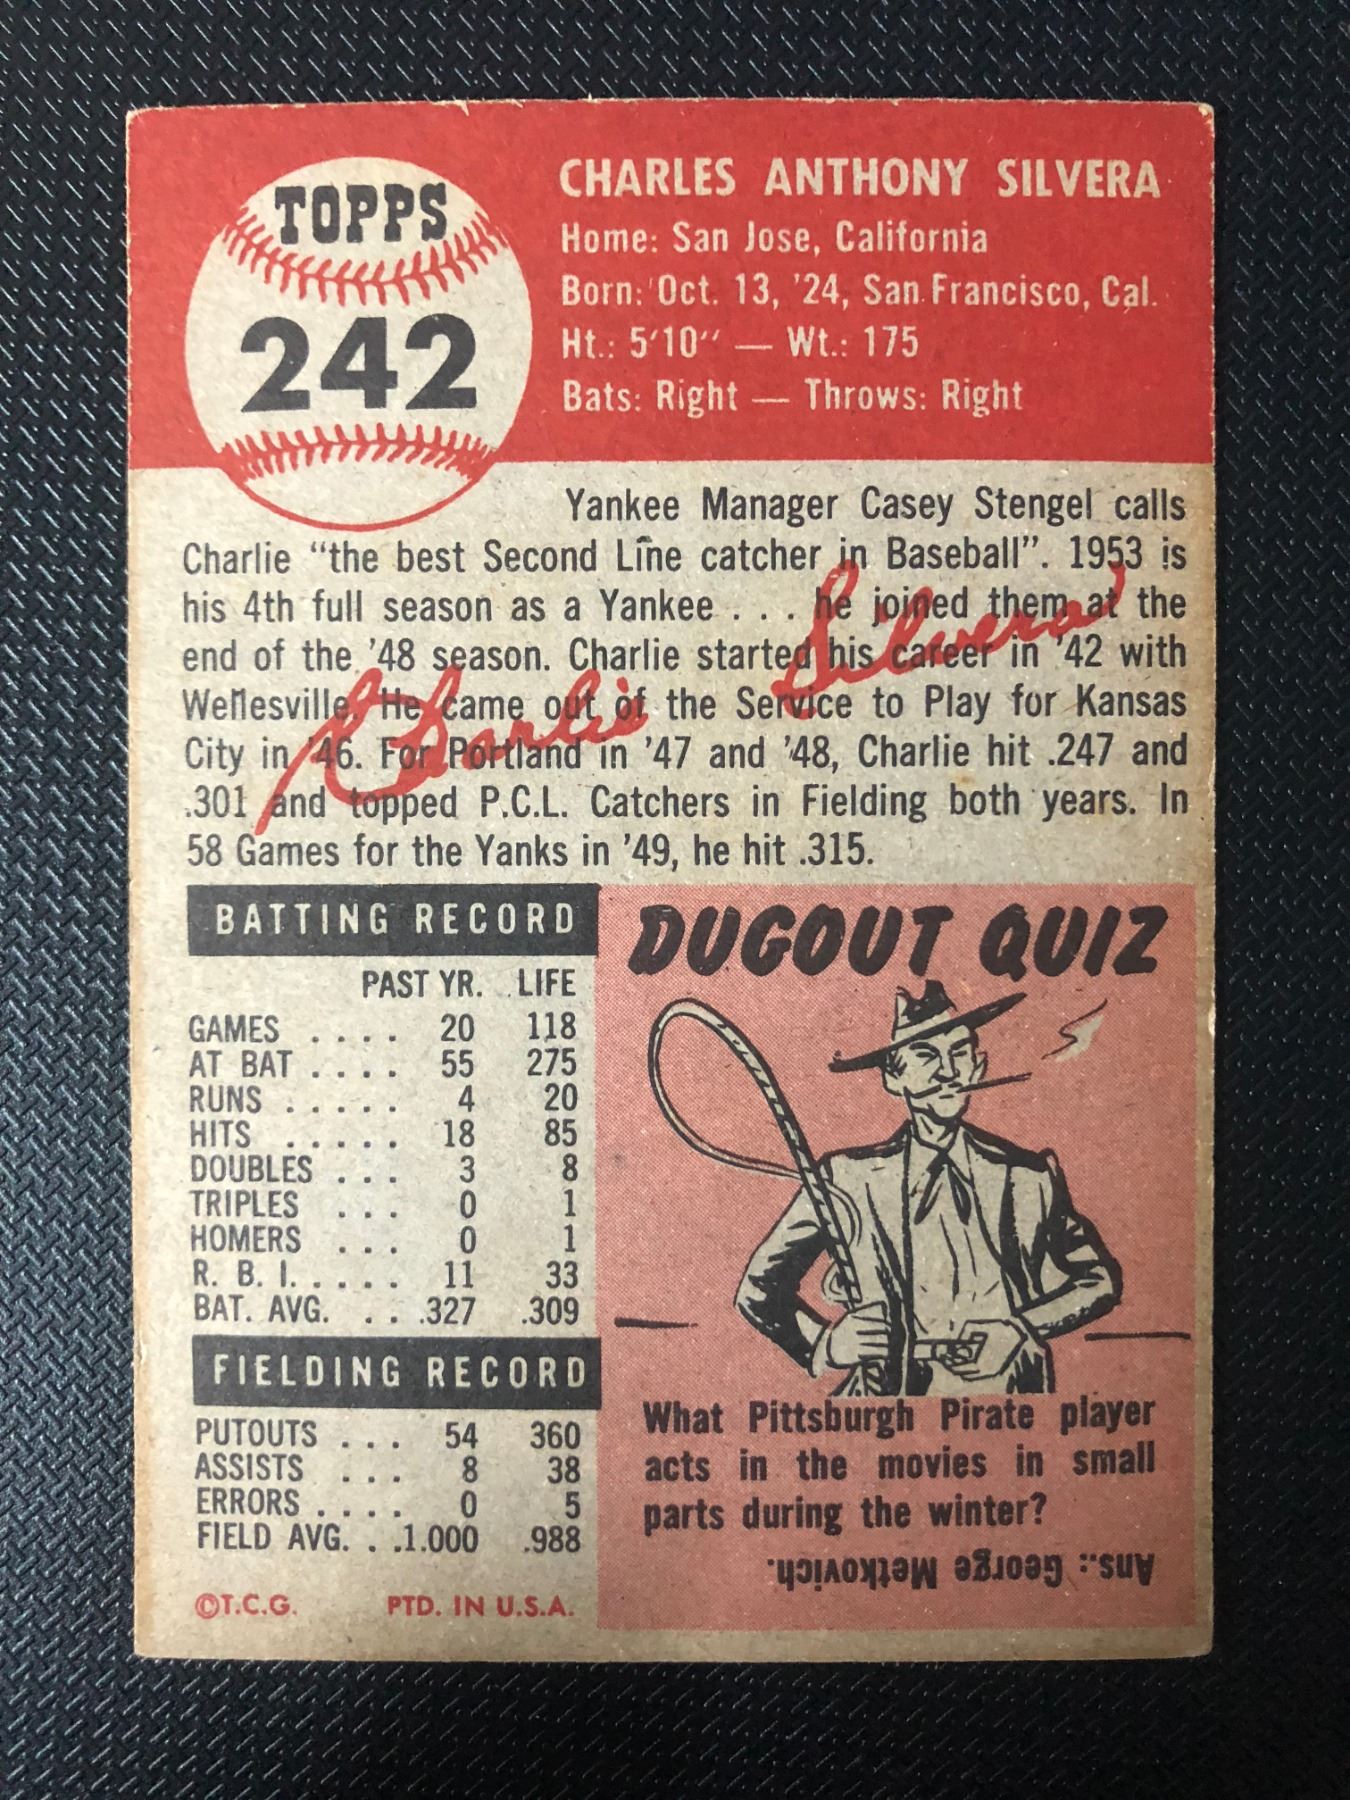 TOPPS
242
CHARLES ANTHONY SILVERA
Home: San Jose, California
Born: Oct. 13, '24, San Francisco, Cal.
Ht.: 5'10'' — Wt.: 175
Bats: Right — Throws: Right
Yankee Manager Casey Stengel calls
Charlie "the best Second Line catcher in Baseball". 1953 is
his 4th full season as a Yankee . . . he joined them at the
end of the '48 season. Charlie started his career in '42 with
Wellesville. He came out of the Service to Play for Kansas
City in '46. For Portland in '47 and '48, Charlie hit .247 and
.301 and topped P.C.L. Catchers in Fielding both years. In
58 Games for the Yanks in '49, he hit .315.
Charlie Silvera
BATTING RECORD
PAST YR. LIFE
GAMES . . . . 20 118
AT BAT . . . . 55 275
RUNS . . . . . 4 20
HITS . . . . . 18 85
DOUBLES . . . 3 8
TRIPLES . . . 0 1
HOMERS . . . 0 1
R. B. I. . . . . 11 33
BAT. AVG. . . .327 .309
FIELDING RECORD
PUTOUTS . . . 54 360
ASSISTS . . . 8 38
ERRORS . . . . 0 5
FIELD AVG. . .1.000 .988
©T.C.G. PTD. IN U.S.A.
DUGOUT QUIZ
What Pittsburgh Pirate player
acts in the movies in small
parts during the winter?
Ans.: George Metkovich.